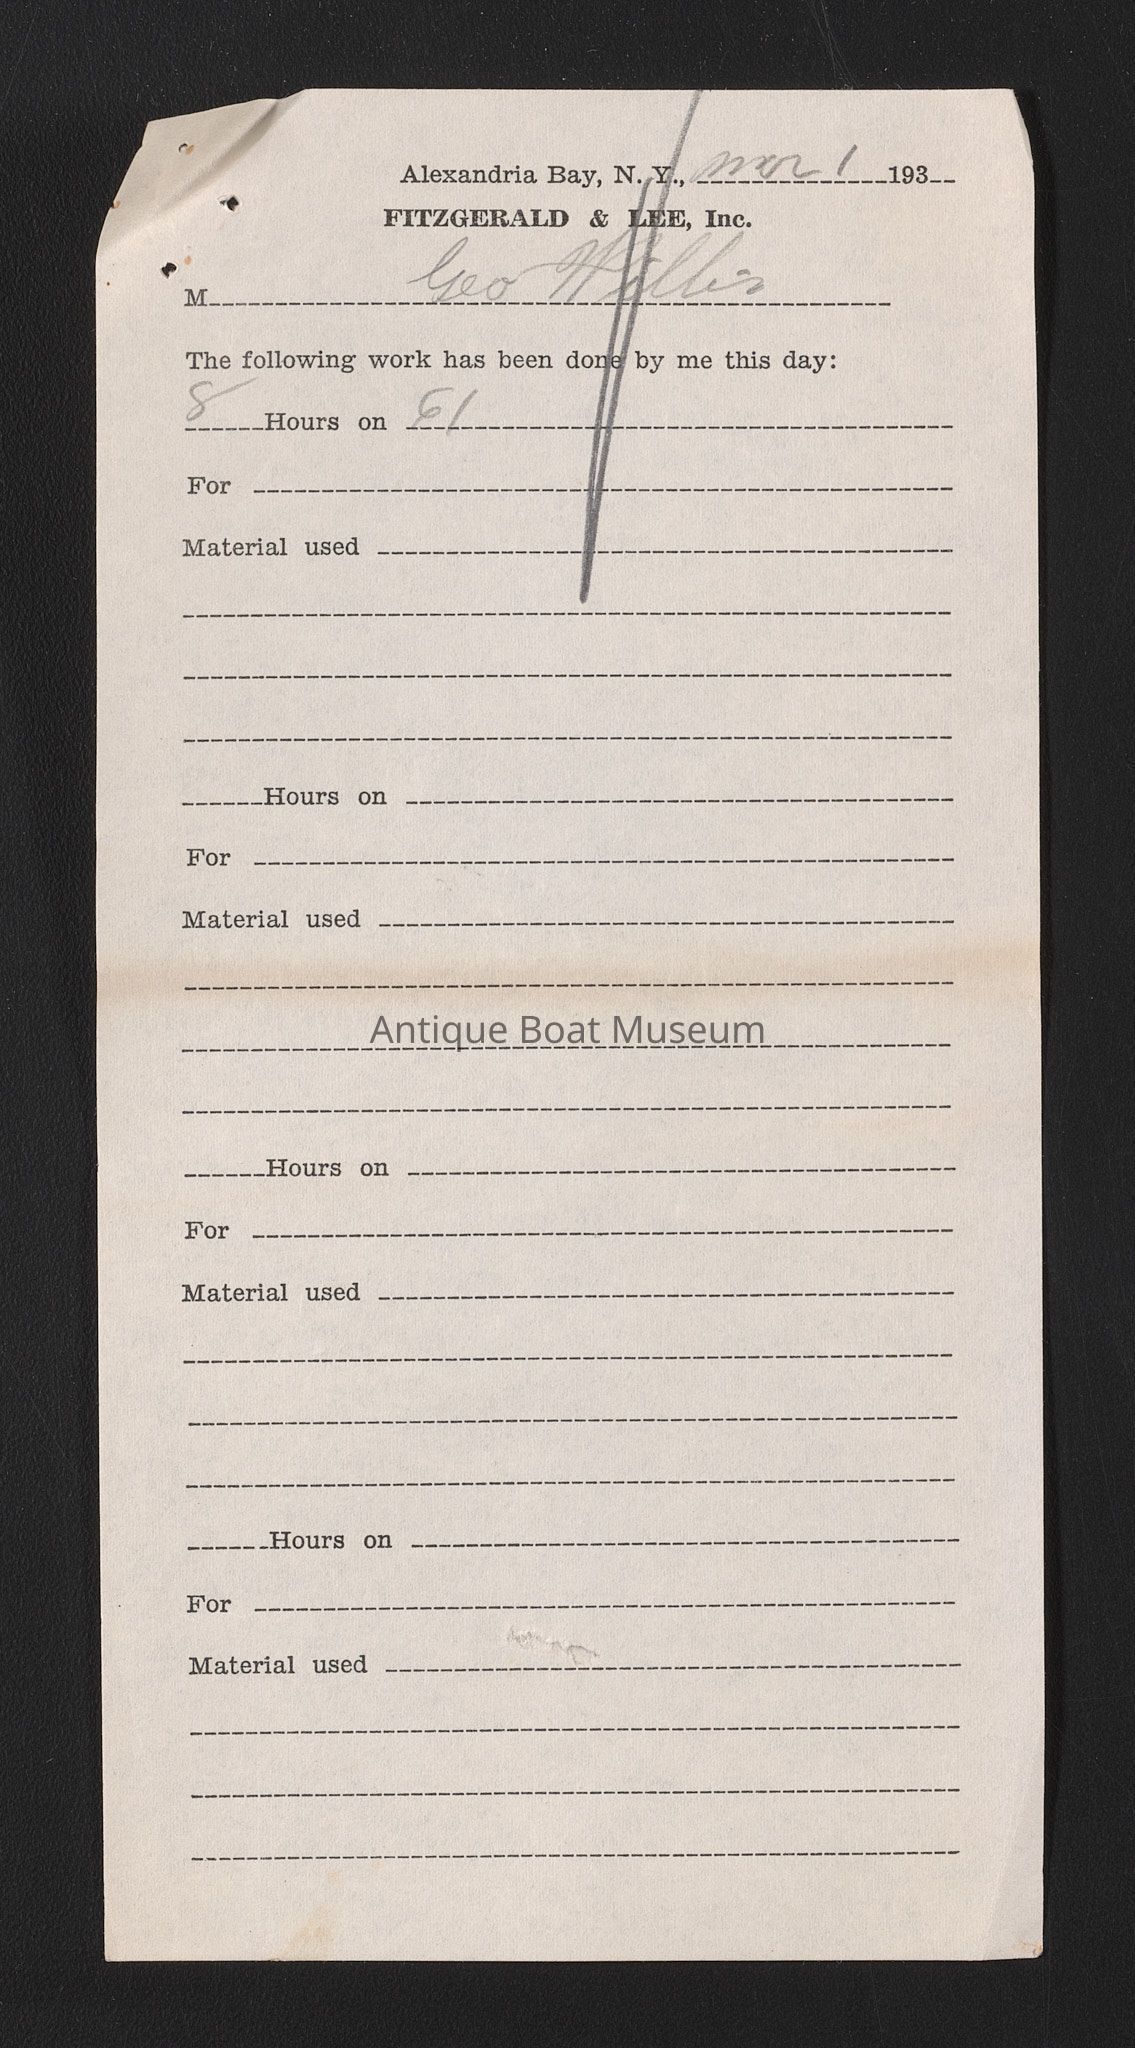 Alexandria Bay, N. Y., Mar 1 193
FITZGERALD & LEE, Inc.
M Geo Willis
The following work has been done by me this day:
8 Hours on 61
For
Material used
Hours on
For
Material used
Antique Boat Museum
Hours on
For
Material used
Hours on
For
Material used